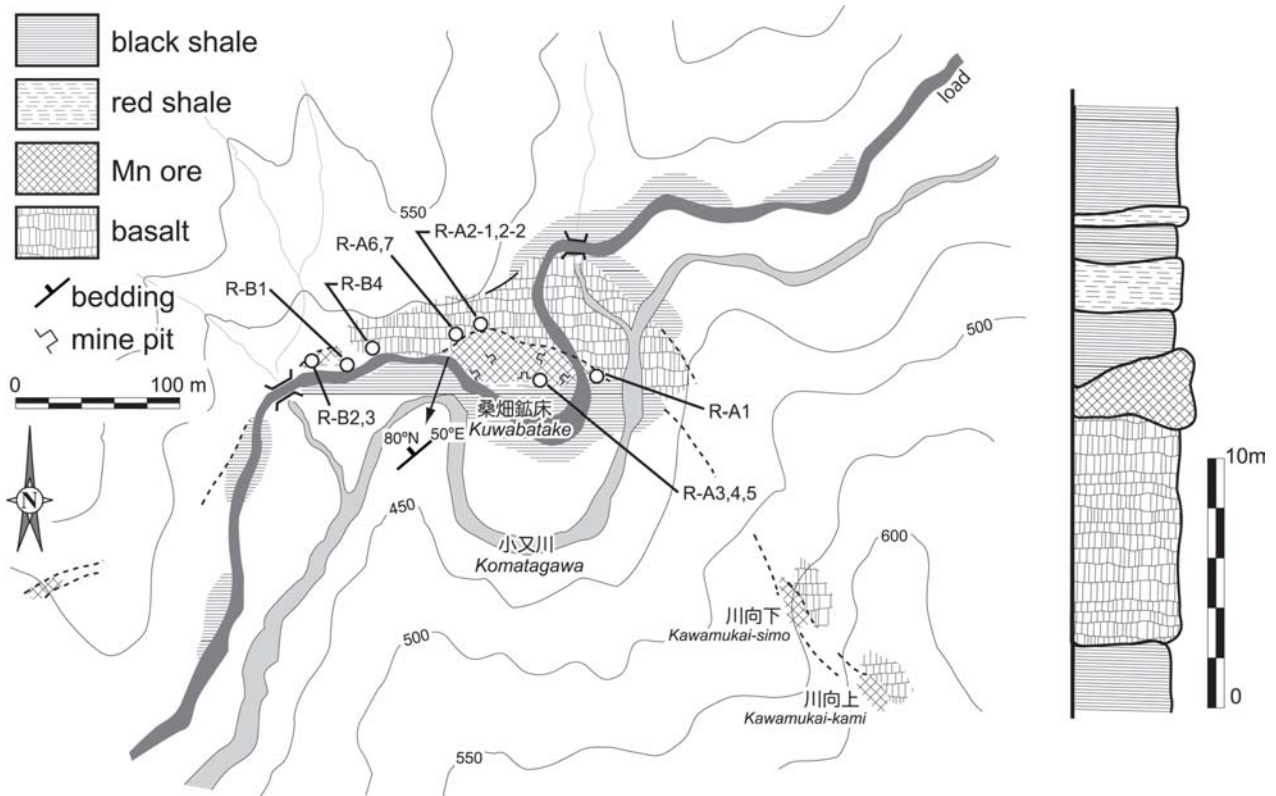 black shale
red shale
Mn ore
basalt
bedding
mine pit
0 100 m
N
load
550
R-A2-1,2-2
R-A6,7
R-B4
R-B1
R-B2,3
R-A1
R-A3,4,5
桑畑鉱床
Kuwabatake
80ºN 50ºE
450
500
小又川
Komatagawa
600
川向下
Kawamukai-simo
川向上
Kawamukai-kami
500
550
10m
0